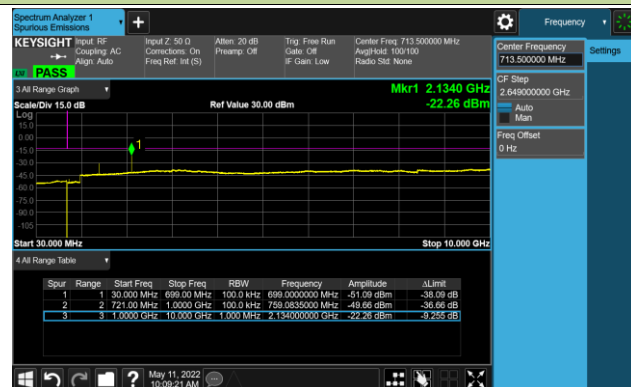 Spectrum Analyzer 1
Spurious Emissions
+
Frequency
KEYSIGHT
Input: RF
Coupling: AC
Align: Auto
Input Z: 50 Ω
Corrections: On
Freq Ref: Int (S)
Atten: 20 dB
Preamp: Off
Trig: Free Run
Gate: Off
IF Gain: Low
Center Freq: 713.500000 MHz
Avg|Hold: 100/100
Radio Std: None
PASS
Center Frequency
713.500000 MHz
Settings
CF Step
2.649000000 GHz
Auto
Man
Freq Offset
0 Hz
3 All Range Graph
Mkr1 2.1340 GHz
Scale/Div 15.0 dB
Ref Value 30.00 dBm
-22.26 dBm
Log
15.0
0.00
-15.0
-30.0
-45.0
-60.0
-75.0
-90.0
-105
1
Start 30.000 MHz
Stop 10.000 GHz
4 All Range Table
Spur Range Start Freq Stop Freq RBW Frequency Amplitude ΔLimit
1 1 30.000 MHz 699.00 MHz 100.0 kHz 699.0000000 MHz -51.09 dBm -38.09 dB
2 2 721.00 MHz 1.0000 GHz 100.0 kHz 759.0835000 MHz -49.66 dBm -36.66 dB
3 3 1.0000 GHz 10.000 GHz 1.000 MHz 2.134000000 GHz -22.26 dBm -9.255 dB
?
May 11, 2022
10:09:21 AM